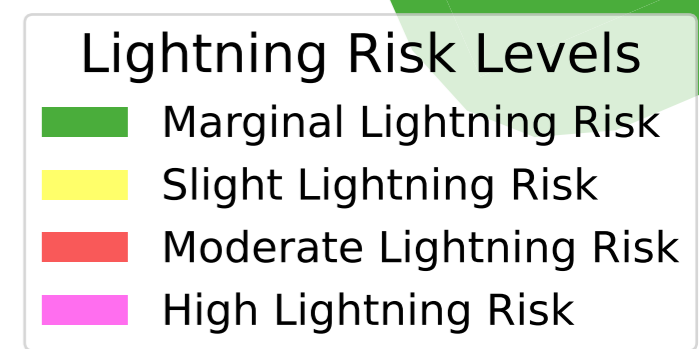 Lightning Risk Levels
Marginal Lightning Risk
Slight Lightning Risk
Moderate Lightning Risk
High Lightning Risk